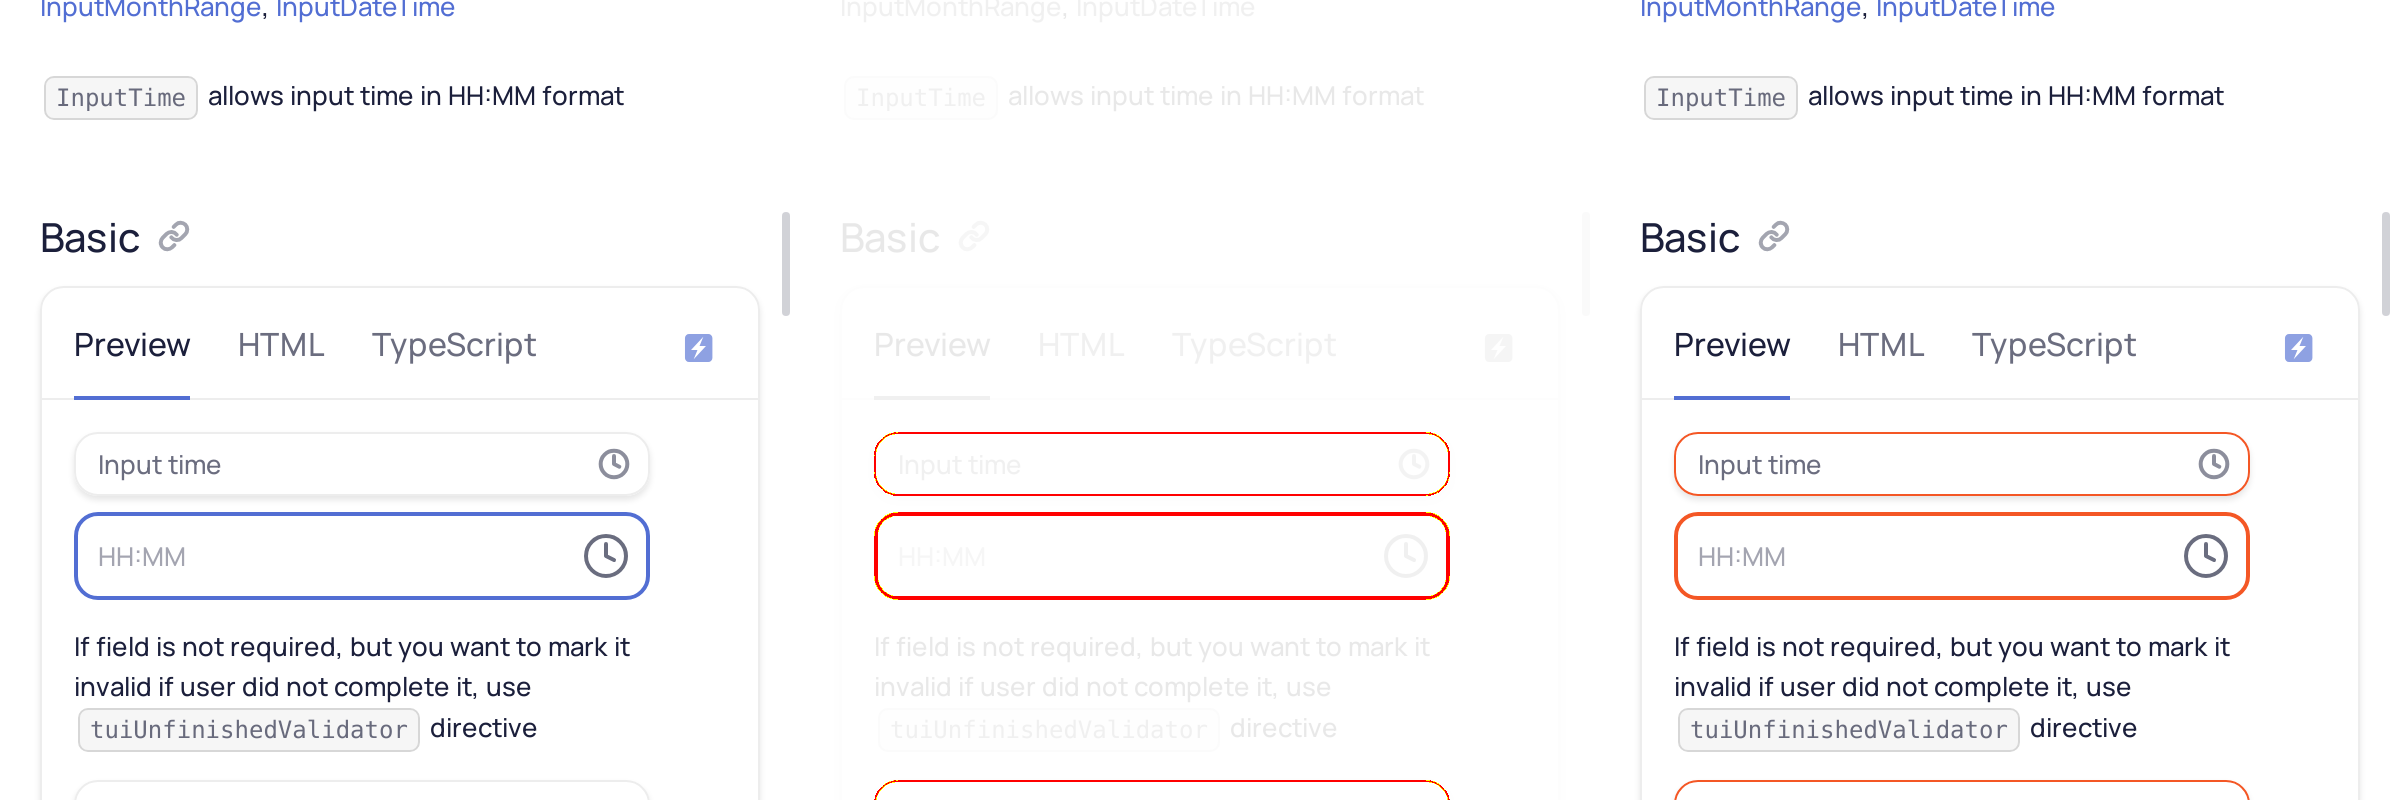 InputMonthRange, InputDateTime
InputTime allows input time in HH:MM format
Basic
Preview HTML TypeScript
Input time
HH:MM
If field is not required, but you want to mark it
invalid if user did not complete it, use
tuiUnfinishedValidator directive
InputMonthRange, InputDateTime
InputTime allows input time in HH:MM format
Basic
Preview HTML TypeScript
Input time
HH:MM
If field is not required, but you want to mark it
invalid if user did not complete it, use
tuiUnfinishedValidator directive
InputMonthRange, InputDateTime
InputTime allows input time in HH:MM format
Basic
Preview HTML TypeScript
Input time
HH:MM
If field is not required, but you want to mark it
invalid if user did not complete it, use
tuiUnfinishedValidator directive